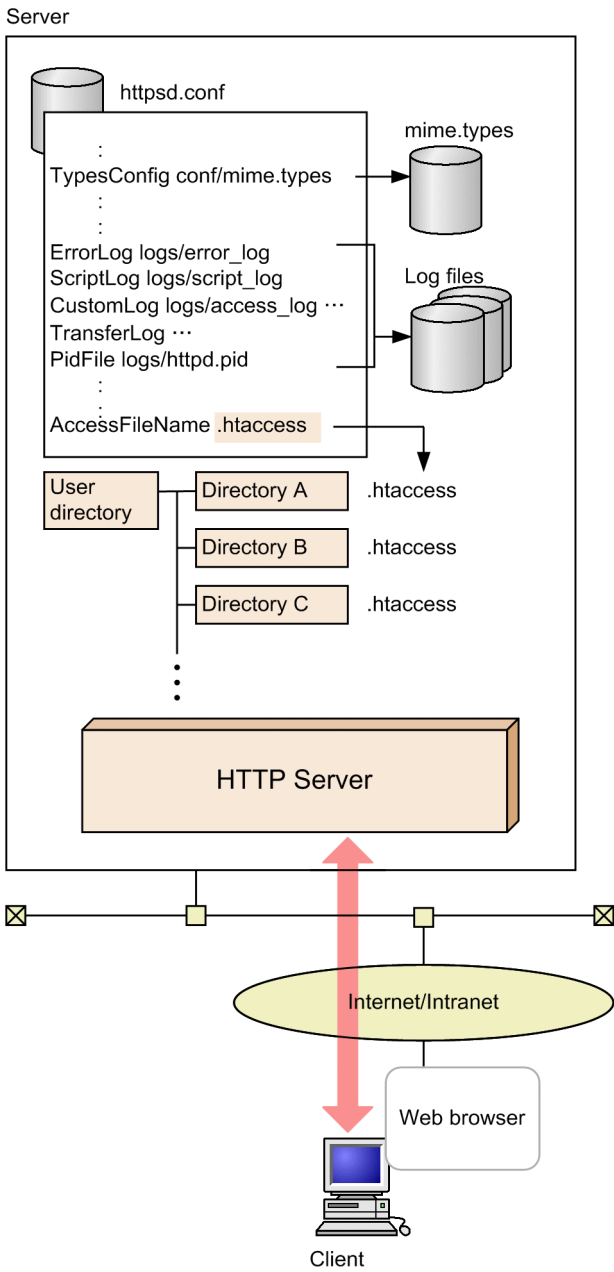 Server
httpsd.conf
mime.types
:
TypesConfig conf/mime.types
:
:
ErrorLog logs/error_log
Log files
ScriptLog logs/script_log
CustomLog logs/access_log ···
TransferLog ···
PidFile logs/httpd.pid
:
:
AccessFileName .htaccess
User
directory
Directory A
.htaccess
Directory B
.htaccess
Directory C
.htaccess
HTTP Server
Internet/Intranet
Web browser
Client